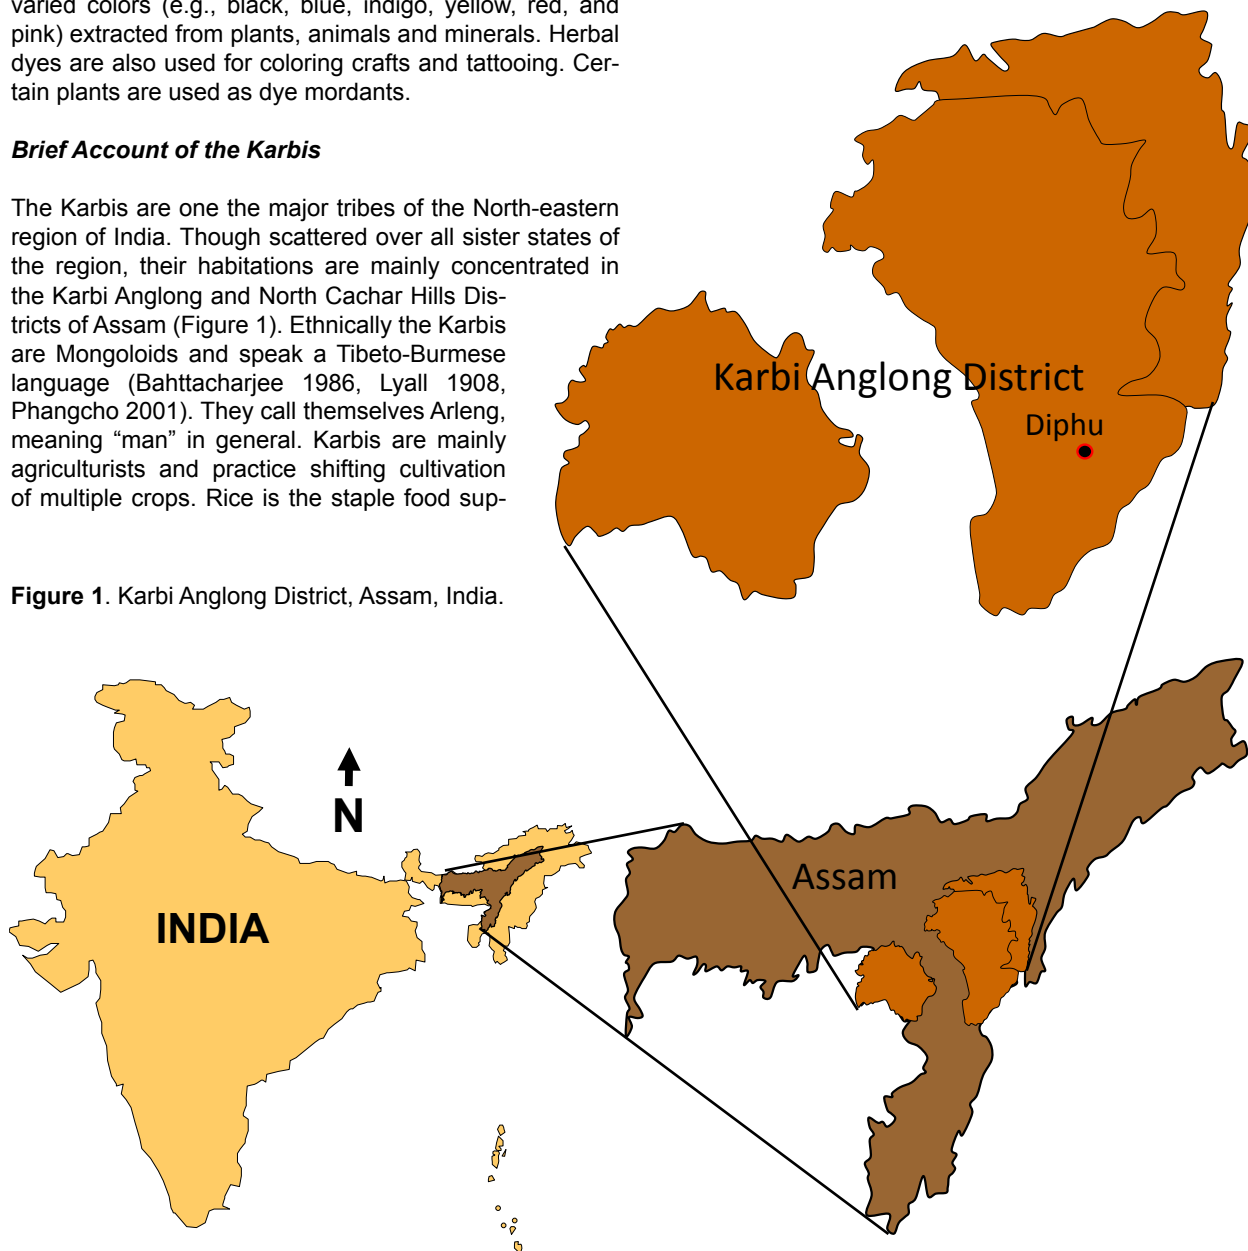 varied colors (e.g., black, blue, indigo, yellow, red, and
pink) extracted from plants, animals and minerals. Herbal
dyes are also used for coloring crafts and tattooing. Cer-
tain plants are used as dye mordants.
Brief Account of the Karbis
The Karbis are one the major tribes of the North-eastern
region of India. Though scattered over all sister states of
the region, their habitations are mainly concentrated in
the Karbi Anglong and North Cachar Hills Dis-
tricts of Assam (Figure 1). Ethnically the Karbis
are Mongoloids and speak a Tibeto-Burmese
language (Bahttacharjee 1986, Lyall 1908,
Phangcho 2001). They call themselves Arleng,
meaning “man” in general. Karbis are mainly
agriculturists and practice shifting cultivation
of multiple crops. Rice is the staple food sup-
Figure 1. Karbi Anglong District, Assam, India.
Karbi Anglong District
Diphu
N
Assam
INDIA